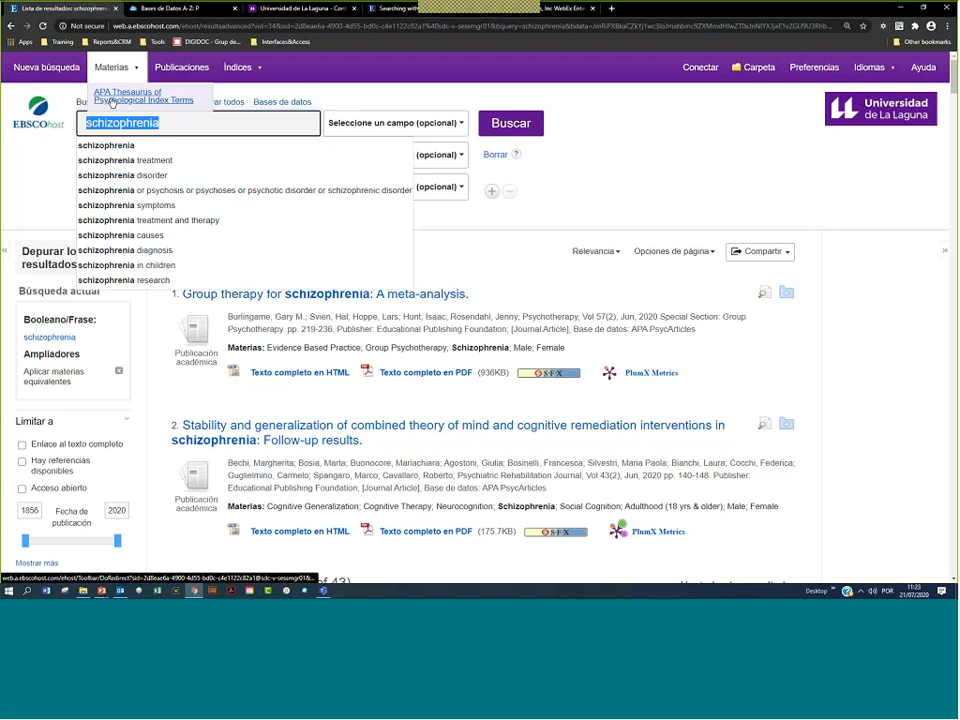 Lista de resultados: schizophren
Bases de Datos A-Z: P
Universidad de La Laguna - Cont
Searching with
, Inc WebEx Enter
Not secure
web.a.ebscohost.com
Apps
Training
Reports&CRM
Tools
DIGIDOC - Grup de...
Interfaces&Access
Other bookmarks
Nueva búsqueda
Materias
Publicaciones
Índices
Conectar
Carpeta
Preferencias
Idiomas
Ayuda
APA Thesaurus of
Psychological Index Terms
rar todos
Bases de datos
EBSCOhost
Universidad
de La Laguna
schizophrenia
Seleccione un campo (opcional)
Buscar
(opcional)
Borrar
?
(opcional)
schizophrenia
schizophrenia treatment
schizophrenia disorder
schizophrenia or psychosis or psychoses or psychotic disorder or schizophrenic disorder
schizophrenia symptoms
schizophrenia treatment and therapy
schizophrenia causes
schizophrenia diagnosis
schizophrenia in children
schizophrenia research
Depurar lo
resultados
Relevancia
Opciones de página
Compartir
Búsqueda actual
Booleano/Frase:
schizophrenia
Ampliadores
Aplicar materias
equivalentes
Limitar a
Enlace al texto completo
Hay referencias
disponibles
Acceso abierto
1856
Fecha de
publicación
2020
Mostrar más
1. Group therapy for schizophrenia: A meta-analysis.
Burlingame, Gary M.; Svien, Hal; Hoppe, Lars; Hunt, Isaac; Rosendahl, Jenny; Psychotherapy, Vol 57(2), Jun, 2020 Special Section: Group
Psychotherapy. pp. 219-236. Publisher: Educational Publishing Foundation; [Journal Article], Base de datos: APA PsycArticles
Publicación
académica
Materias: Evidence Based Practice; Group Psychotherapy; Schizophrenia; Male; Female
Texto completo en HTML
Texto completo en PDF (936KB)
S·F·X
PlumX Metrics
2. Stability and generalization of combined theory of mind and cognitive remediation interventions in
schizophrenia: Follow-up results.
Bechi, Margherita; Bosia, Marta; Buonocore, Mariachiara; Agostoni, Giulia; Bosinelli, Francesca; Silvestri, Maria Paola; Bianchi, Laura; Cocchi, Federica;
Guglielmino, Carmelo; Spangaro, Marco; Cavallaro, Roberto; Psychiatric Rehabilitation Journal, Vol 43(2), Jun, 2020 pp. 140-148. Publisher:
Educational Publishing Foundation; [Journal Article], Base de datos: APA PsycArticles
Publicación
académica
Materias: Cognitive Generalization; Cognitive Therapy; Neurocognition; Schizophrenia; Social Cognition; Adulthood (18 yrs & older); Male; Female
Texto completo en HTML
Texto completo en PDF (175.7KB)
S·F·X
PlumX Metrics
of 43)
Desktop
POR
11:23
21/07/2020